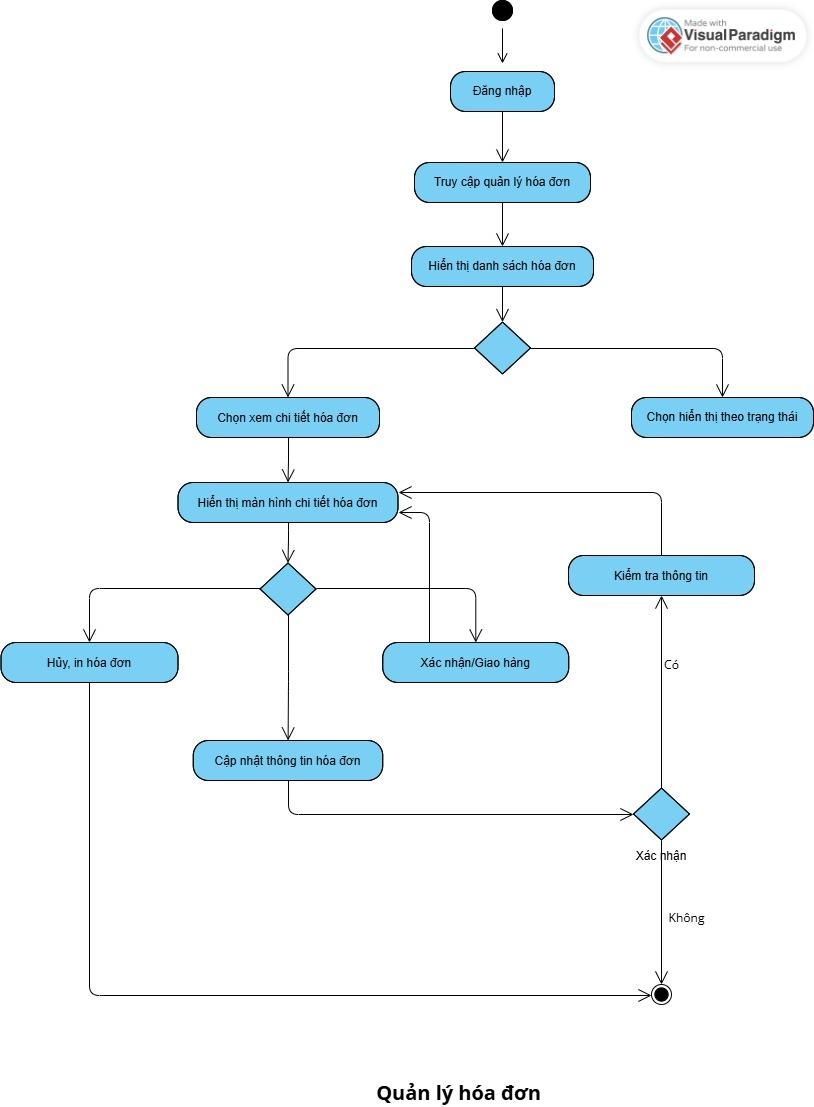 Made with
VisualParadigm
For non-commercial use
Đăng nhập
Truy cập quản lý hóa đơn
Hiển thị danh sách hóa đơn
Chọn xem chi tiết hóa đơn
Chọn hiển thị theo trạng thái
Hiển thị màn hình chi tiết hóa đơn
Kiểm tra thông tin
Hủy, in hóa đơn
Xác nhận/Giao hàng
Có
Cập nhật thông tin hóa đơn
Xác nhận
Không
Quản lý hóa đơn